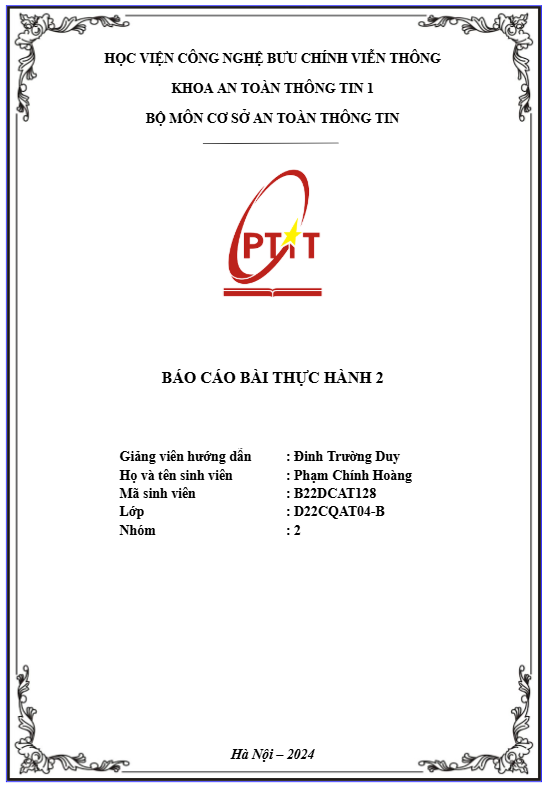 HỌC VIỆN CÔNG NGHỆ BƯU CHÍNH VIỄN THÔNG
KHOA AN TOÀN THÔNG TIN 1
BỘ MÔN CƠ SỞ AN TOÀN THÔNG TIN
PTIT
BÁO CÁO BÀI THỰC HÀNH 2
Giảng viên hướng dẫn : Đinh Trường Duy
Họ và tên sinh viên : Phạm Chính Hoàng
Mã sinh viên : B22DCAT128
Lớp : D22CQAT04-B
Nhóm : 2
Hà Nội – 2024